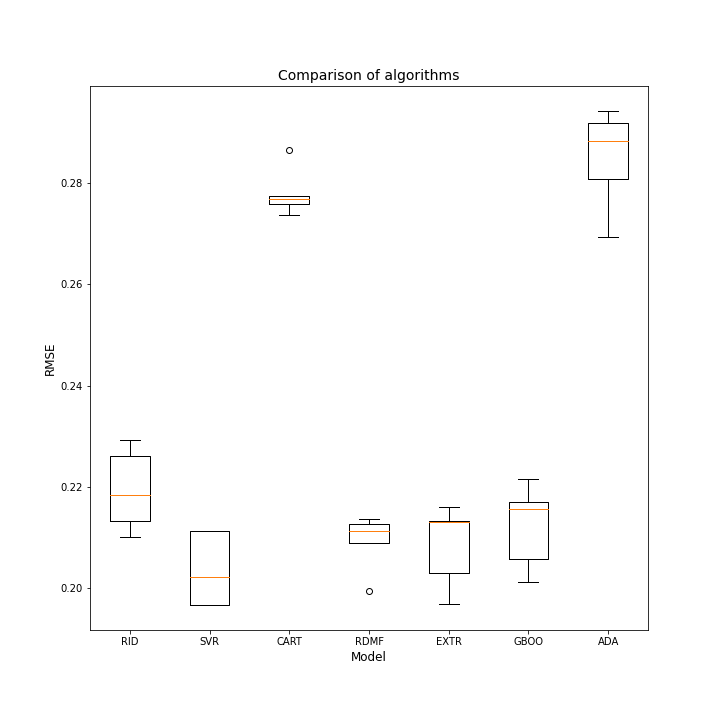 Comparison of algorithms
0.28
0.26
0.24
0.22
0.20
RMSE
RID SVR CART RDMF EXTR GBOO ADA
Model